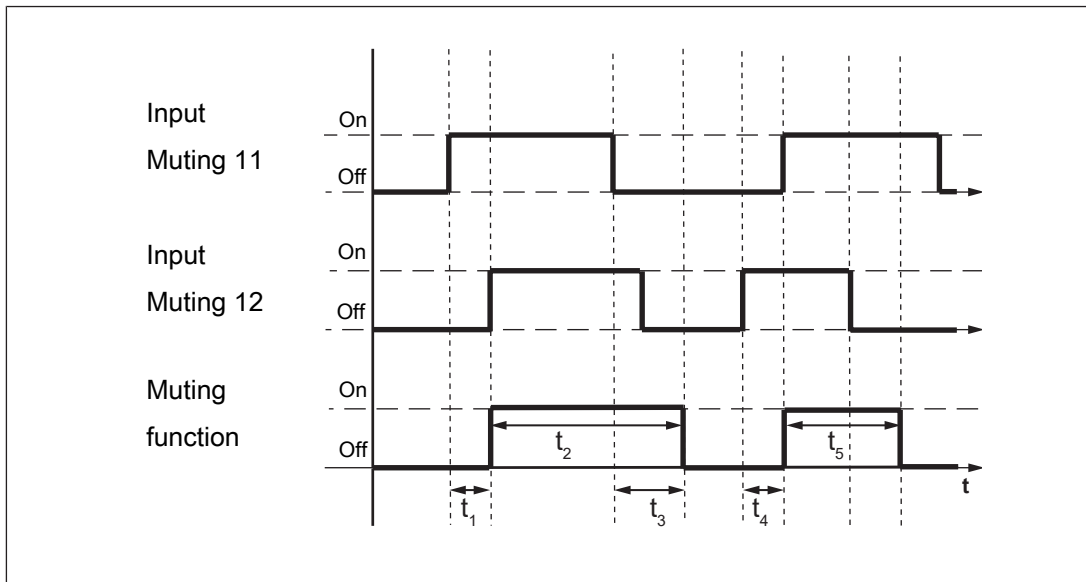 Input
Muting 11
On
Off
Input
Muting 12
On
Off
Muting
function
On
Off
t2
t5
t
t1
t3
t4